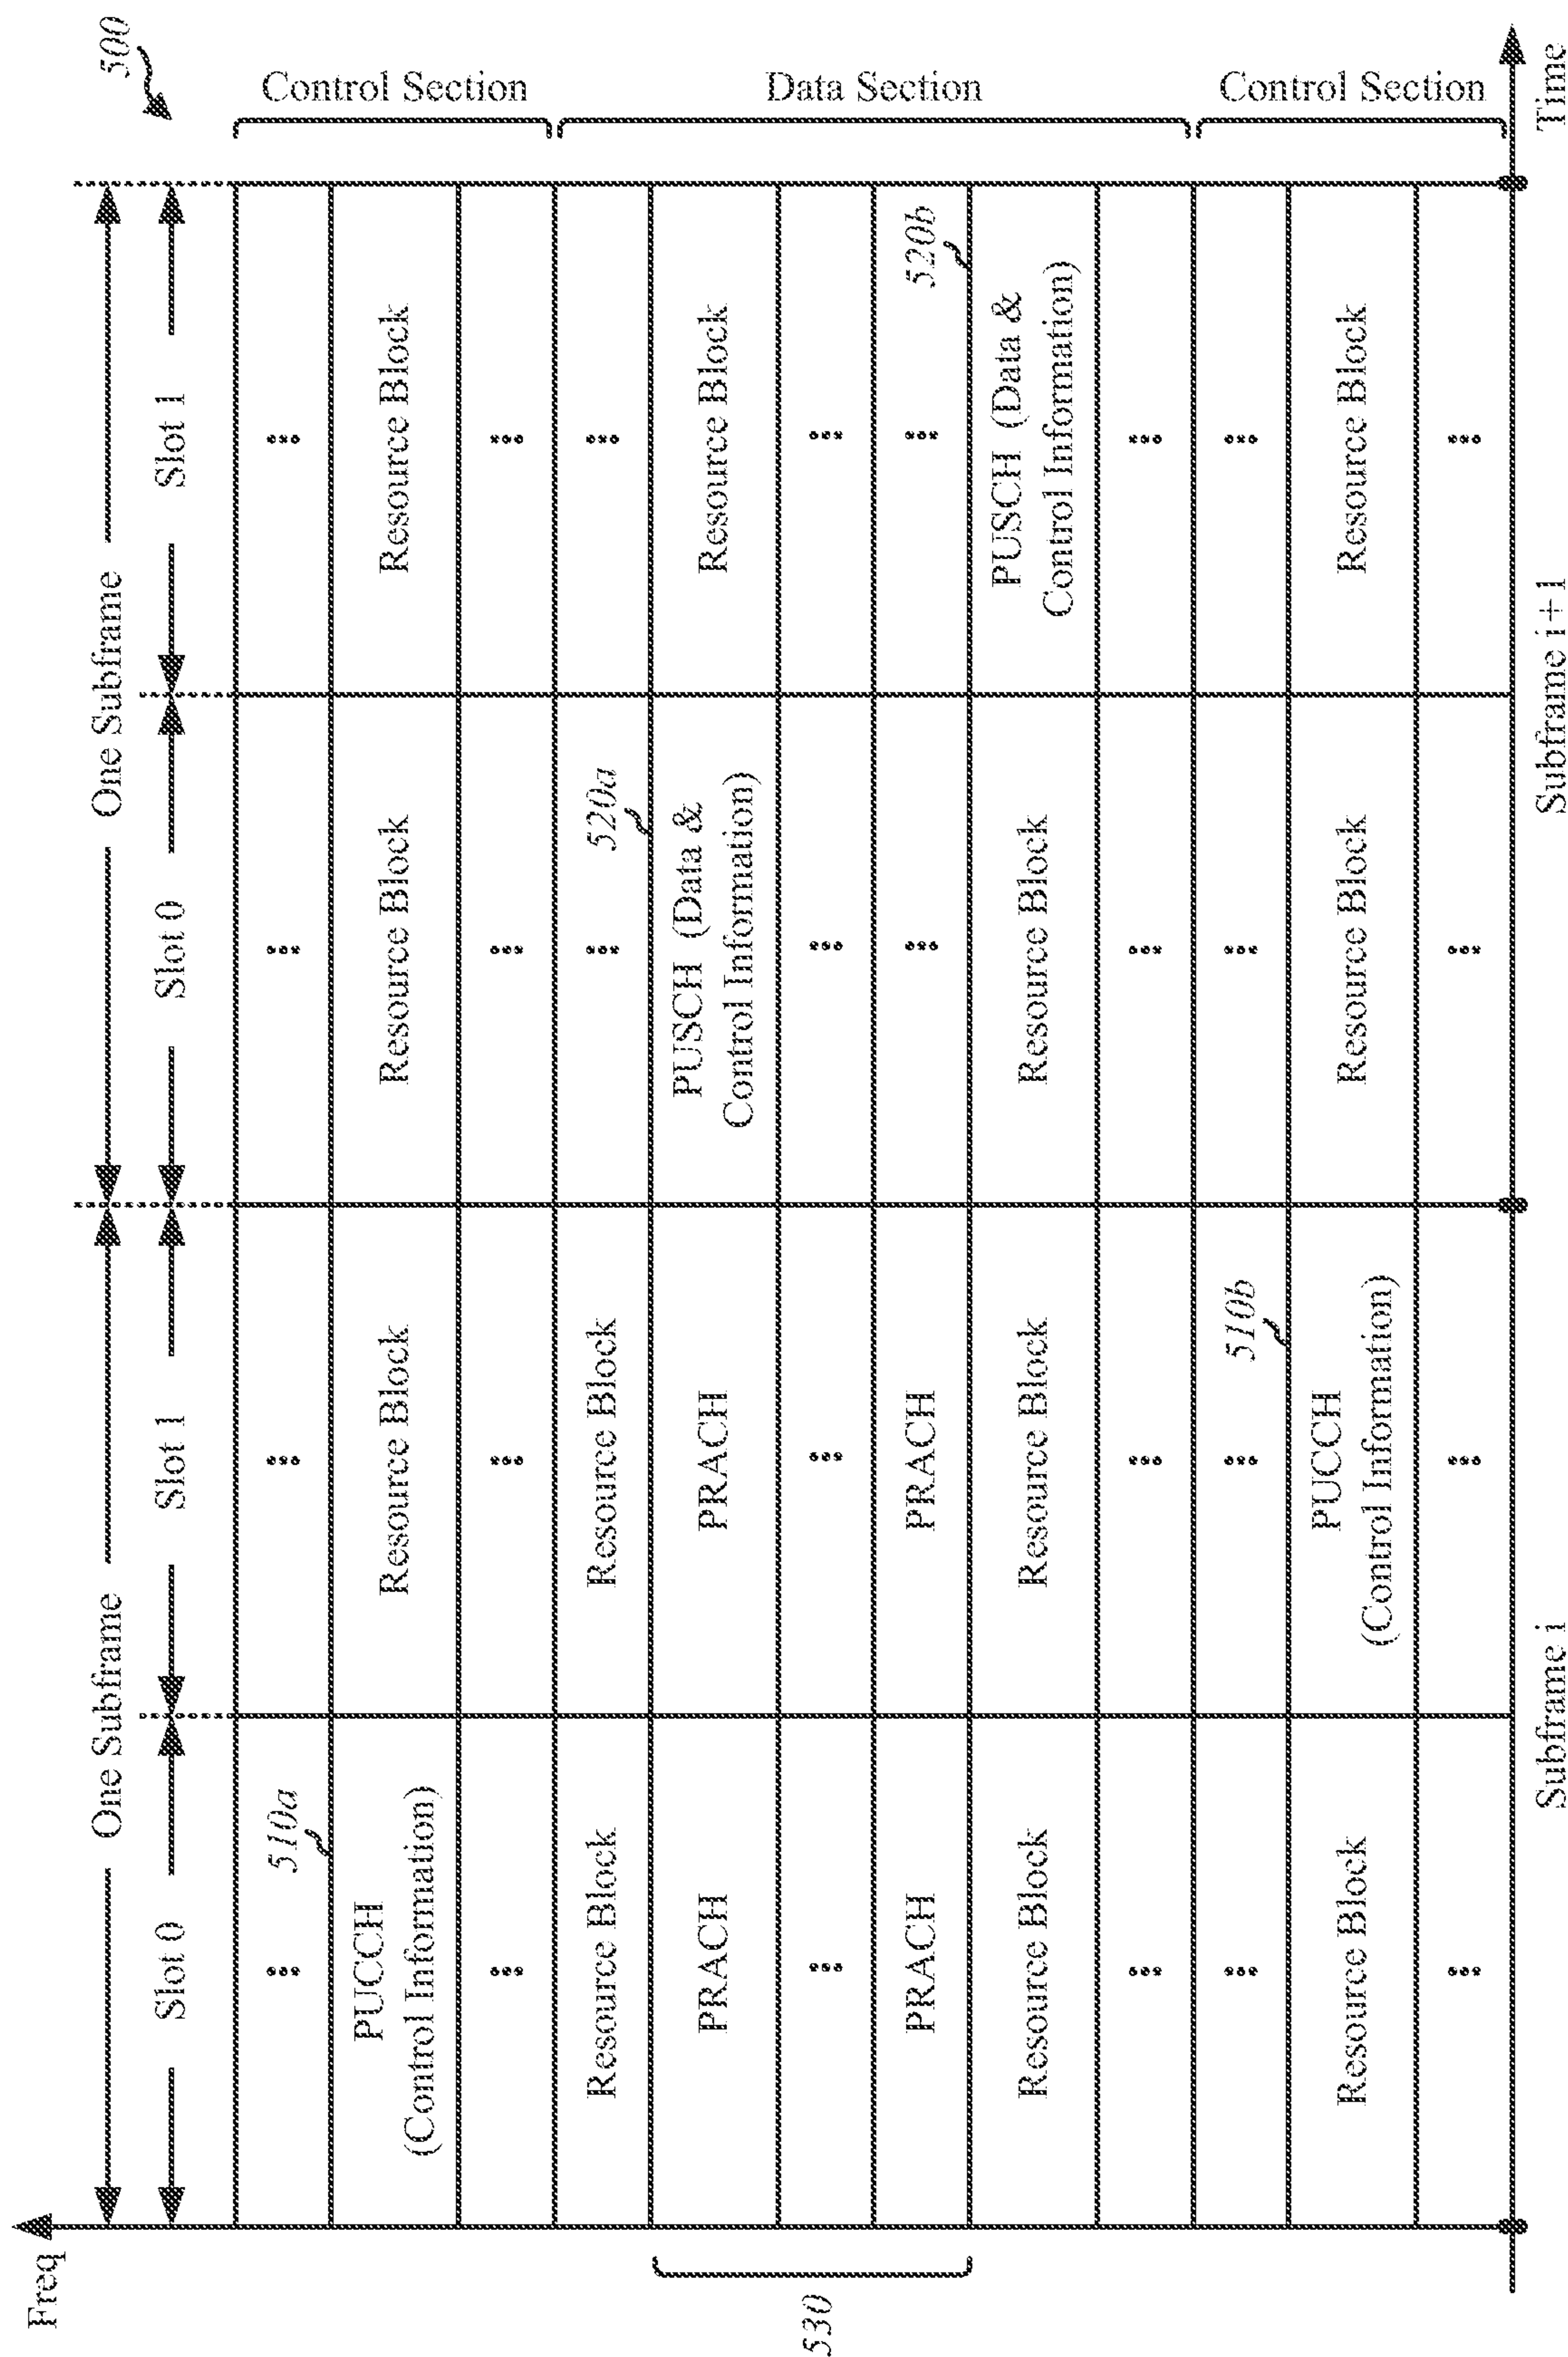 500
Freq
One Subframe
One Subframe
Slot 0
Slot 1
Slot 0
Slot 1
Control Section
Data Section
Control Section
510a
PUCCH
(Control Information)
Resource Block
Resource Block
Resource Block
Resource Block
Resource Block
520a
530
PRACH
PRACH
PUSCH (Data &
Control Information)
Resource Block
PRACH
PRACH
520b
Resource Block
Resource Block
Resource Block
PUSCH (Data &
Control Information)
510b
Resource Block
PUCCH
(Control Information)
Resource Block
Resource Block
Subframe i
Subframe i+1
Time